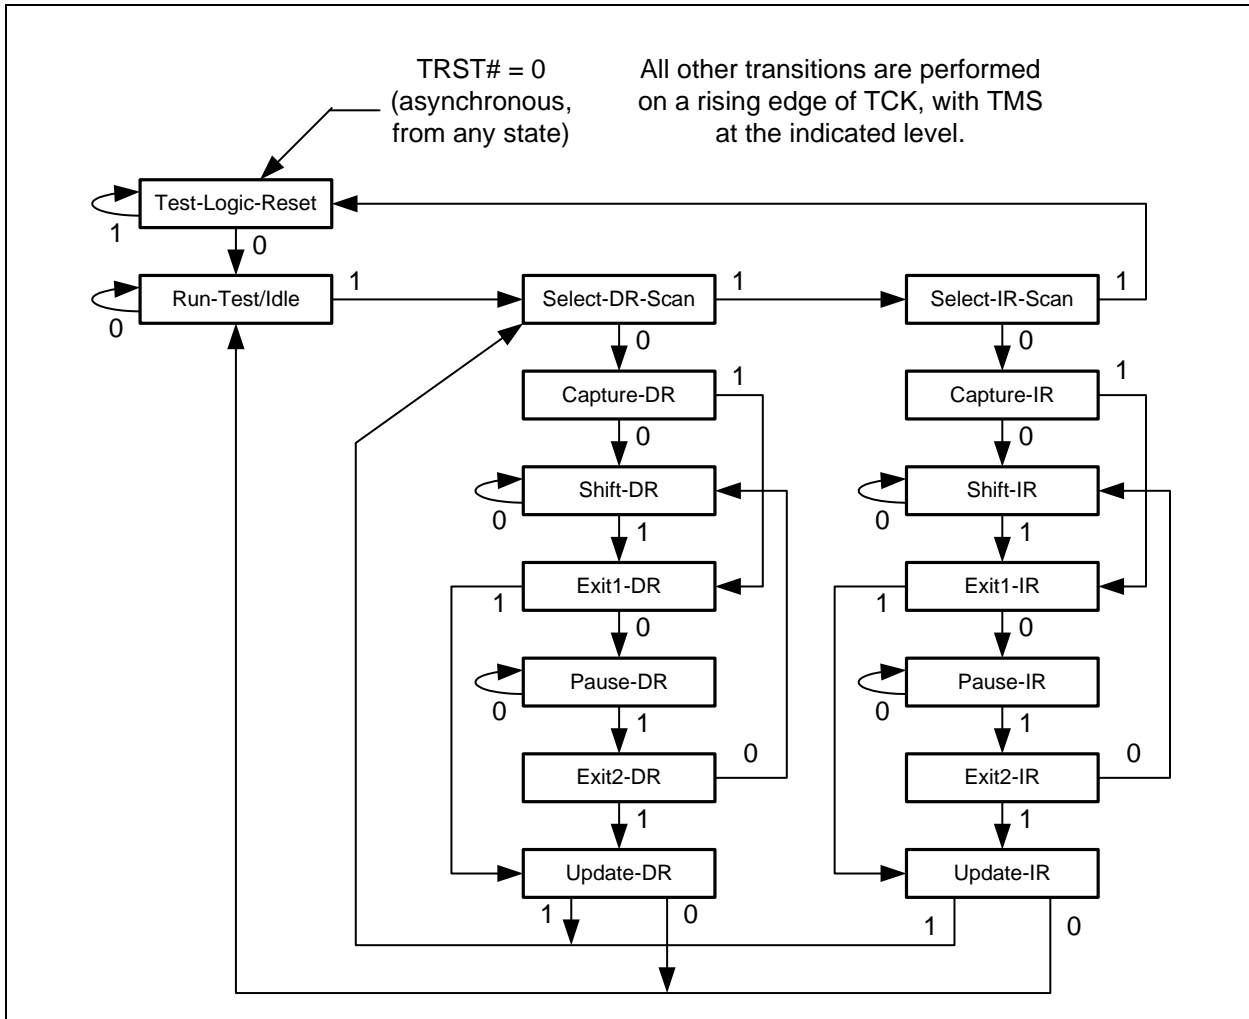 TRST# = 0
(asynchronous,
from any state)
All other transitions are performed
on a rising edge of TCK, with TMS
at the indicated level.
Test-Logic-Reset
1
0
Run-Test/Idle
0
1
Select-DR-Scan
1
0
Select-IR-Scan
1
0
Capture-DR
1
0
Capture-IR
1
0
Shift-DR
0
1
Shift-IR
0
1
Exit1-DR
1
0
Exit1-IR
1
0
Pause-DR
0
1
Pause-IR
0
1
Exit2-DR
0
1
Exit2-IR
0
1
Update-DR
1
0
Update-IR
1
0